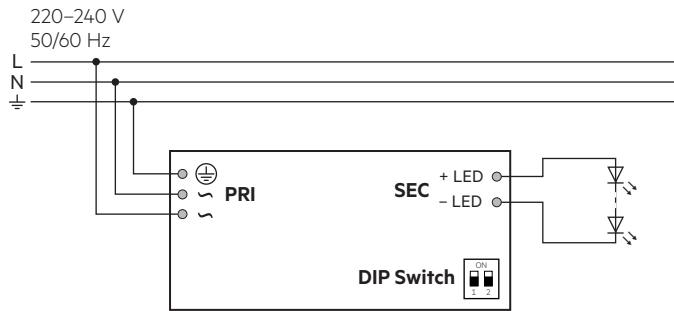 220–240 V
50/60 Hz
L
N
PRI
~
~
SEC
+ LED
– LED
DIP Switch
ON
1 2